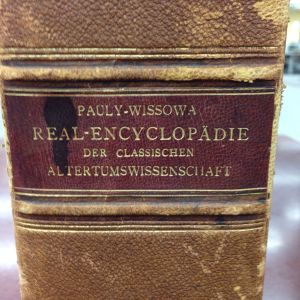 PAULY-WISSOWA
REAL-ENCYCLOPÄDIE
DER CLASSISCHEN
ALTERTUMSWISSENSCHAFT